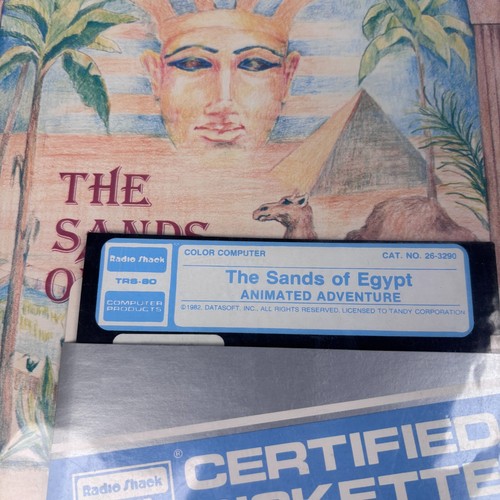 THE
SANDS
Radio Shack
TRS-80
COMPUTER
PRODUCTS
COLOR COMPUTER
CAT. NO. 26-3290
The Sands of Egypt
ANIMATED ADVENTURE
©1982, DATASOFT, INC., ALL RIGHTS RESERVED, LICENSED TO TANDY CORPORATION
Radio Shack
®
CERTIFIED